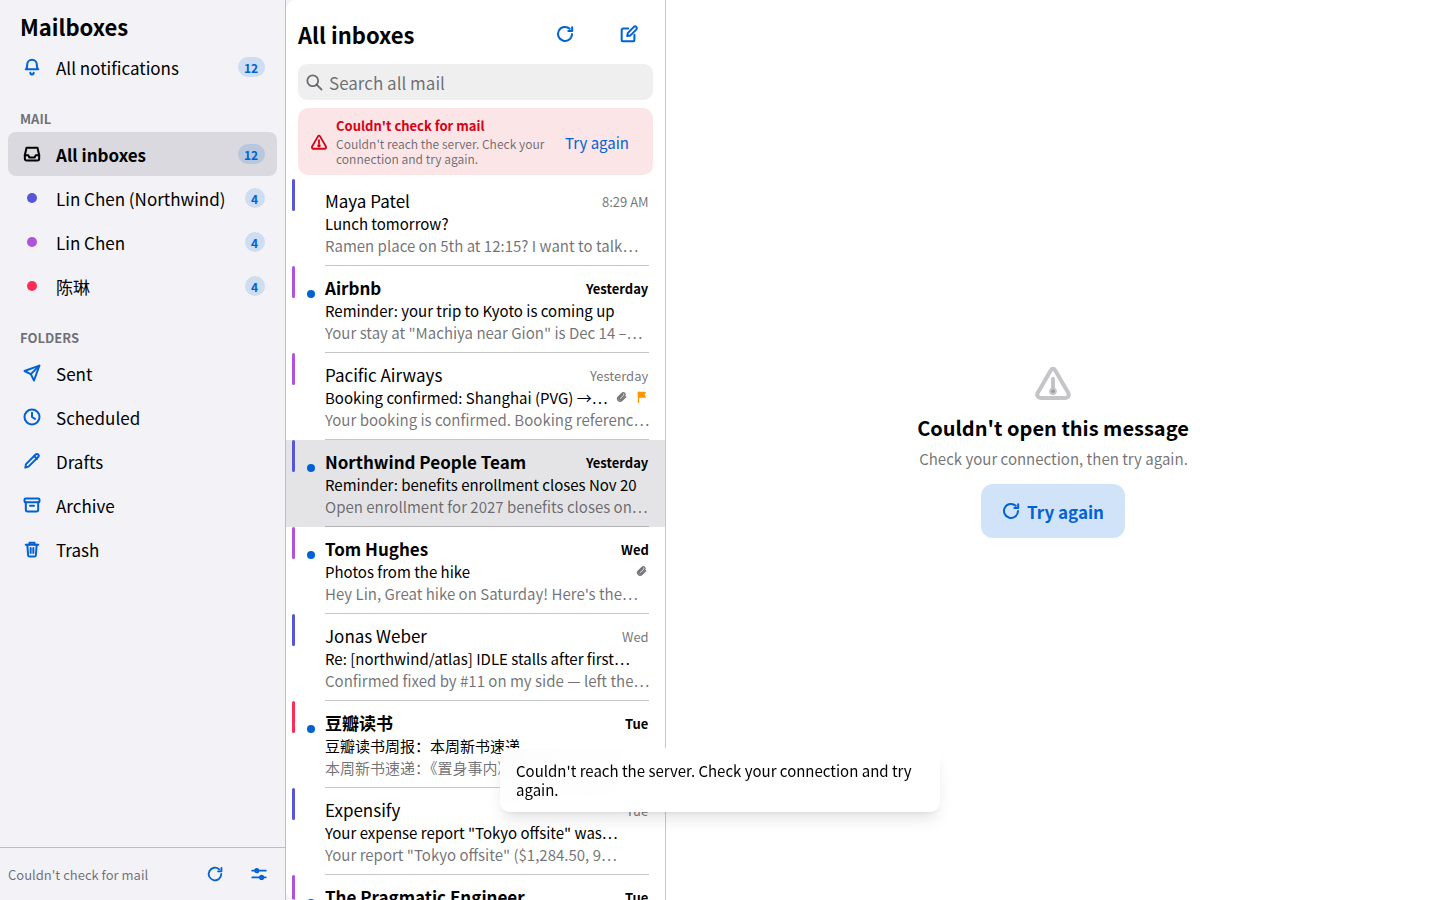 Mailboxes
All notifications 12
MAIL
All inboxes 12
Lin Chen (Northwind) 4
Lin Chen 4
陈琳 4
FOLDERS
Sent
Scheduled
Drafts
Archive
Trash
Couldn't check for mail
All inboxes
Search all mail
Couldn't check for mail
Couldn't reach the server. Check your
connection and try again.
Try again
Maya Patel 8:29 AM
Lunch tomorrow?
Ramen place on 5th at 12:15? I want to talk…
Airbnb Yesterday
Reminder: your trip to Kyoto is coming up
Your stay at "Machiya near Gion" is Dec 14 –…
Pacific Airways Yesterday
Booking confirmed: Shanghai (PVG) →…
Your booking is confirmed. Booking referenc…
Northwind People Team Yesterday
Reminder: benefits enrollment closes Nov 20
Open enrollment for 2027 benefits closes on…
Tom Hughes Wed
Photos from the hike
Hey Lin, Great hike on Saturday! Here's the…
Jonas Weber Wed
Re: [northwind/atlas] IDLE stalls after first…
Confirmed fixed by #11 on my side — left the…
豆瓣读书 Tue
豆瓣读书周报：本周新书速递
本周新书速递：《置身事内》
Expensify Tue
Your expense report "Tokyo offsite" was…
Your report "Tokyo offsite" ($1,284.50, 9…
The Pragmatic Engineer Tue
Couldn't open this message
Check your connection, then try again.
Try again
Couldn't reach the server. Check your connection and try
again.